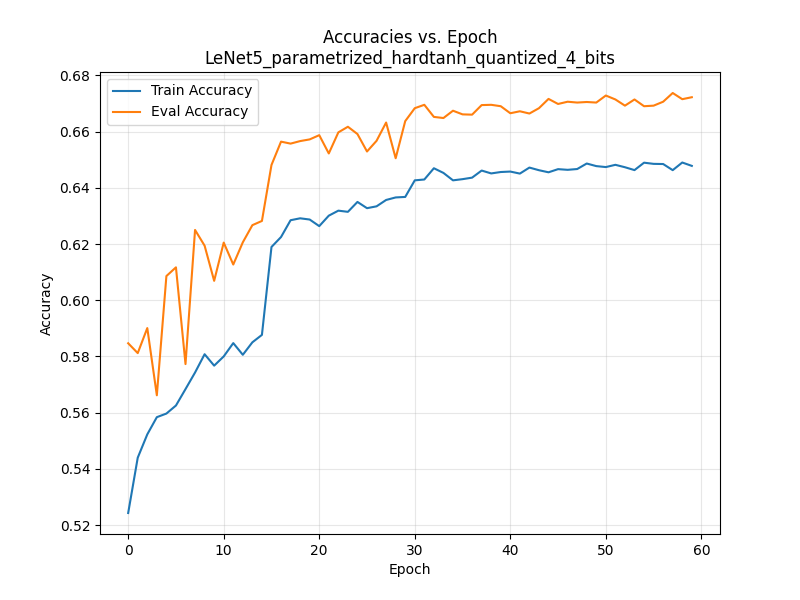 Accuracies vs. Epoch
LeNet5_parametrized_hardtanh_quantized_4_bits
Train Accuracy
Eval Accuracy
0.68
0.66
0.64
0.62
0.60
0.58
0.56
0.54
0.52
Accuracy
0 10 20 30 40 50 60
Epoch